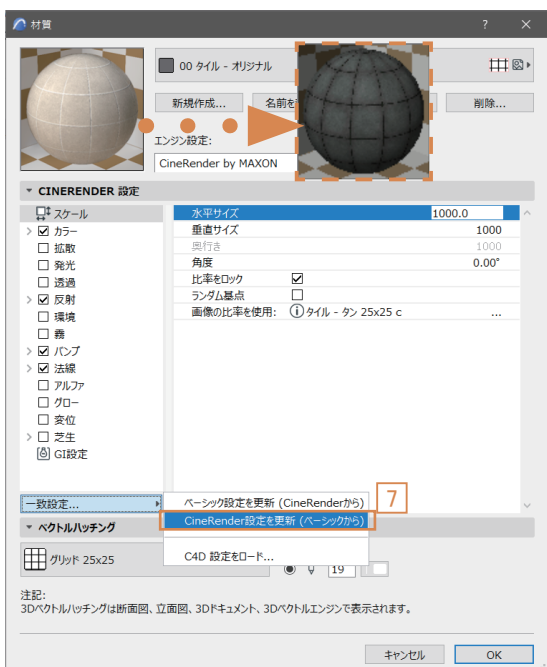 材質
? ×
00 タイル - オリジナル
新規作成...
名前を
削除...
エンジン設定:
CineRender by MAXON
CINERENDER 設定
スケール
カラー
拡散
発光
透過
反射
環境
霧
バンプ
法線
アルファ
グロー
変位
芝生
GI設定
水平サイズ 1000.0
垂直サイズ 1000
奥行き 1000
角度 0.00°
比率をロック
ランダム基点
画像の比率を使用: タイル - タン 25x25 c ...
一致設定...
ベーシック設定を更新 (CineRenderから)
7
CineRender設定を更新 (ベーシックから)
C4D 設定をロード...
ベクトルハッチング
グリッド 25x25
19
注記:
3Dベクトルハッチングは断面図、立面図、3Dドキュメント、3Dベクトルエンジンで表示されます。
キャンセル
OK